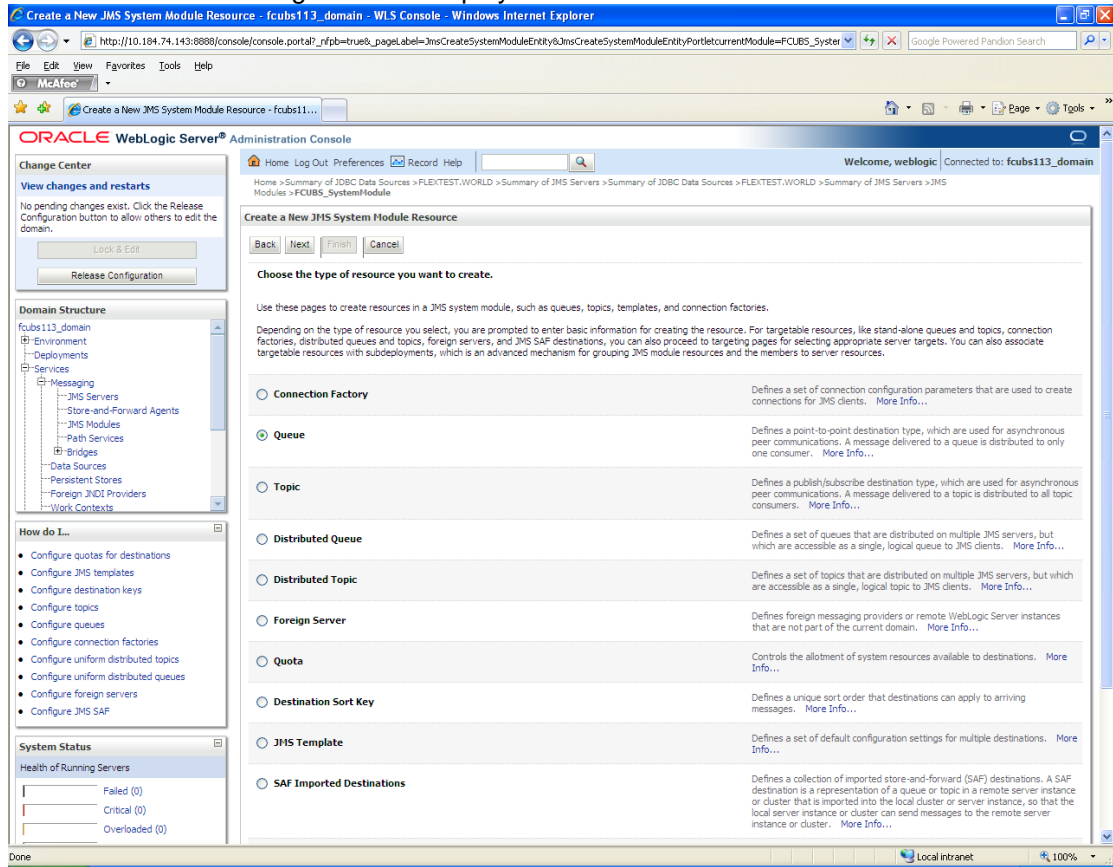 Create a New JMS System Module Resource - fcubs113_domain - WLS Console - Windows Internet Explorer
http://10.184.74.143:8888/console/console.portal?_nfpb=true&_pageLabel=JmsCreateSystemModuleEntity&JmsCreateSystemModuleEntityPortletcurrentModule=FCUBS_Syster
Google Powered Pandion Search
File Edit View Favorites Tools Help
McAfee
Create a New JMS System Module Resource - fcubs11...
Page Tools
ORACLE WebLogic Server® Administration Console
Change Center
View changes and restarts
No pending changes exist. Click the Release
Configuration button to allow others to edit the
domain.
Lock & Edit
Release Configuration
Domain Structure
fcubs113_domain
Environment
Deployments
Services
Messaging
JMS Servers
Store-and-Forward Agents
JMS Modules
Path Services
Bridges
Data Sources
Persistent Stores
Foreign JNDI Providers
Work Contexts
How do I...
Configure quotas for destinations
Configure JMS templates
Configure destination keys
Configure topics
Configure queues
Configure connection factories
Configure uniform distributed topics
Configure uniform distributed queues
Configure foreign servers
Configure JMS SAF
System Status
Health of Running Servers
Failed (0)
Critical (0)
Overloaded (0)
Home Log Out Preferences Record Help
Welcome, weblogic Connected to: fcubs113_domain
Home >Summary of JDBC Data Sources >FLEXTEST.WORLD >Summary of JMS Servers >Summary of JDBC Data Sources >FLEXTEST.WORLD >Summary of JMS Servers >JMS
Modules >FCUBS_SystemModule
Create a New JMS System Module Resource
Back Next Finish Cancel
Choose the type of resource you want to create.
Use these pages to create resources in a JMS system module, such as queues, topics, templates, and connection factories.
Depending on the type of resource you select, you are prompted to enter basic information for creating the resource. For targetable resources, like stand-alone queues and topics, connection
factories, distributed queues and topics, foreign servers, and JMS SAF destinations, you can also proceed to targeting pages for selecting appropriate server targets. You can also associate
targetable resources with subdeployments, which is an advanced mechanism for grouping JMS module resources and the members to server resources.
Connection Factory
Defines a set of connection configuration parameters that are used to create
connections for JMS clients. More Info...
Queue
Defines a point-to-point destination type, which are used for asynchronous
peer communications. A message delivered to a queue is distributed to only
one consumer. More Info...
Topic
Defines a publish/subscribe destination type, which are used for asynchronous
peer communications. A message delivered to a topic is distributed to all topic
consumers. More Info...
Distributed Queue
Defines a set of queues that are distributed on multiple JMS servers, but
which are accessible as a single, logical queue to JMS clients. More Info...
Distributed Topic
Defines a set of topics that are distributed on multiple JMS servers, but which
are accessible as a single, logical topic to JMS clients. More Info...
Foreign Server
Defines foreign messaging providers or remote WebLogic Server instances
that are not part of the current domain. More Info...
Quota
Controls the allotment of system resources available to destinations. More
Info...
Destination Sort Key
Defines a unique sort order that destinations can apply to arriving
messages. More Info...
JMS Template
Defines a set of default configuration settings for multiple destinations. More
Info...
SAF Imported Destinations
Defines a collection of imported store-and-forward (SAF) destinations. A SAF
destination is a representation of a queue or topic in a remote server instance
or cluster that is imported into the local cluster or server instance, so that the
local server instance or cluster can send messages to the remote server
instance or cluster. More Info...
Done
Local intranet
100%